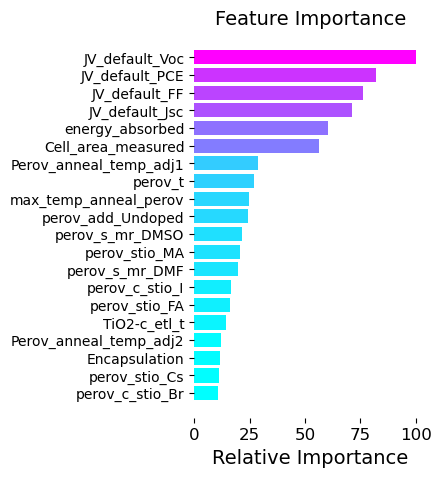 Feature Importance
JV_default_Voc
JV_default_PCE
JV_default_FF
JV_default_Jsc
energy_absorbed
Cell_area_measured
Perov_anneal_temp_adj1
perov_t
max_temp_anneal_perov
perov_add_Undoped
perov_s_mr_DMSO
perov_stio_MA
perov_s_mr_DMF
perov_c_stio_I
perov_stio_FA
TiO2-c_etl_t
Perov_anneal_temp_adj2
Encapsulation
perov_stio_Cs
perov_c_stio_Br
0 25 50 75 100
Relative Importance